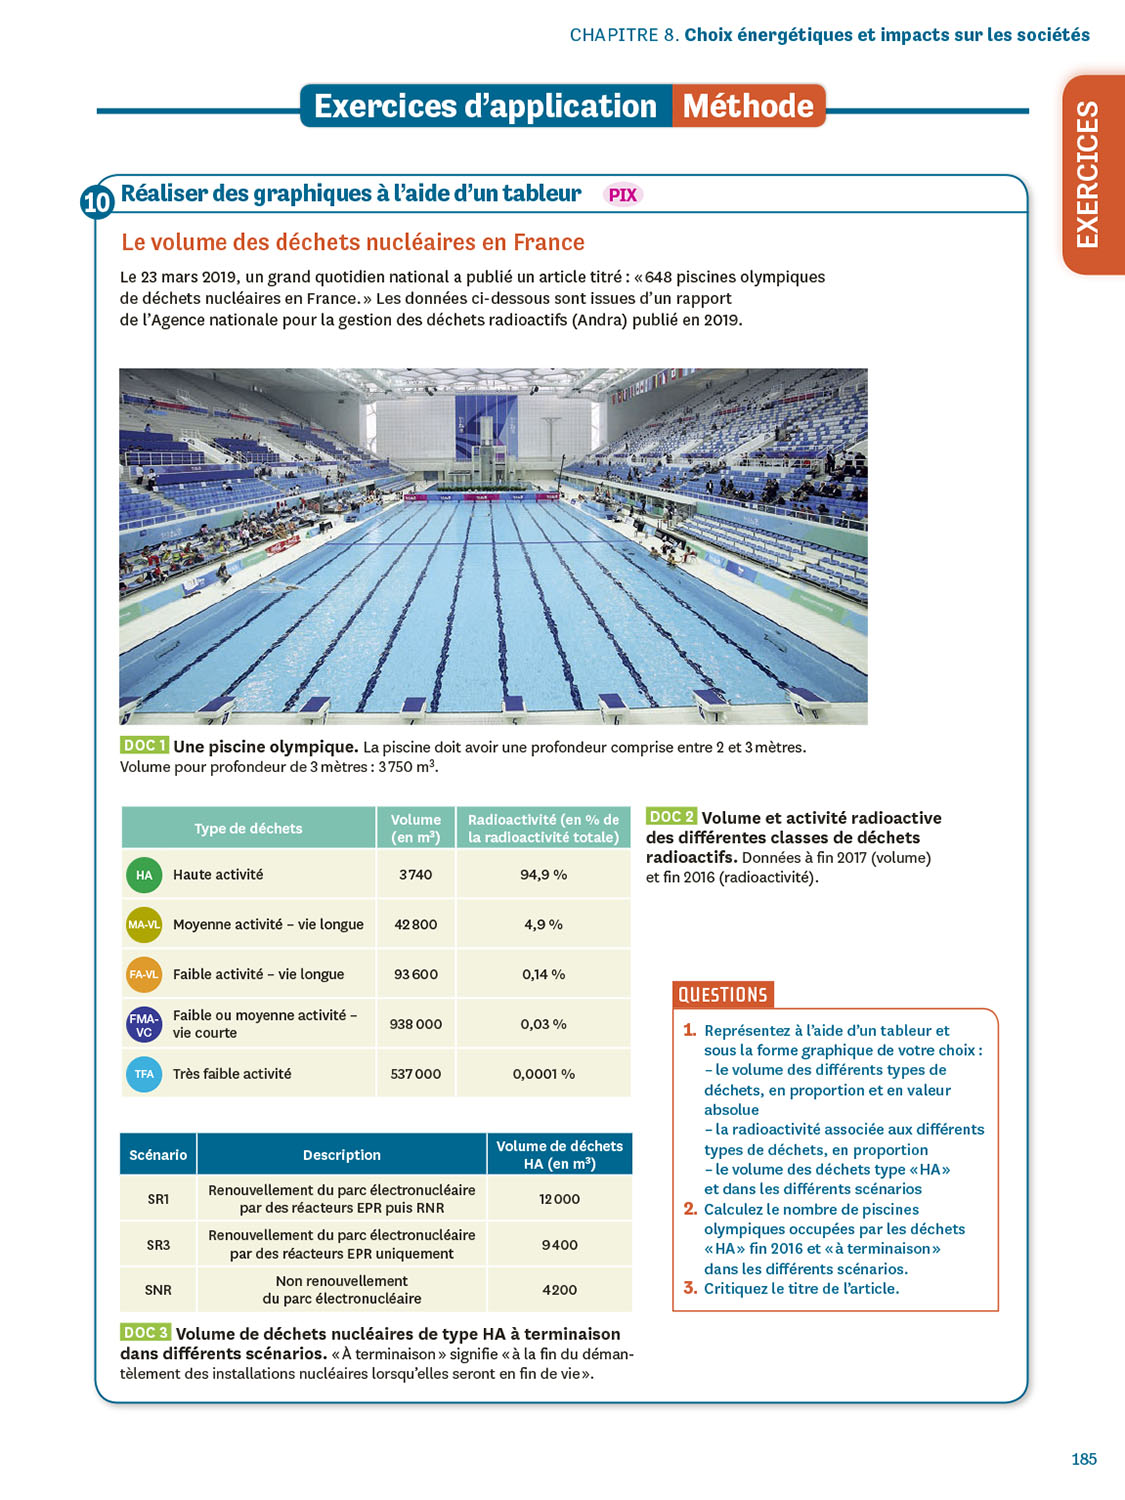 CHAPITRE 8. Choix énergétiques et impacts sur les sociétés
EXERCICES
Exercices d’application Méthode
10 Réaliser des graphiques à l’aide d’un tableur PIX
Le volume des déchets nucléaires en France
Le 23 mars 2019, un grand quotidien national a publié un article titré : « 648 piscines olympiques
de déchets nucléaires en France. » Les données ci-dessous sont issues d’un rapport
de l’Agence nationale pour la gestion des déchets radioactifs (Andra) publié en 2019.
DOC 1 Une piscine olympique. La piscine doit avoir une profondeur comprise entre 2 et 3 mètres.
Volume pour profondeur de 3 mètres : 3 750 m³.
Type de déchets
Volume
(en m³)
Radioactivité (en % de
la radioactivité totale)
HA Haute activité 3 740 94,9 %
MA-VL Moyenne activité – vie longue 42 800 4,9 %
FA-VL Faible activité – vie longue 93 600 0,14 %
FMA-
VC
Faible ou moyenne activité –
vie courte
938 000 0,03 %
TFA Très faible activité 537 000 0,0001 %
DOC 2 Volume et activité radioactive
des différentes classes de déchets
radioactifs. Données à fin 2017 (volume)
et fin 2016 (radioactivité).
Scénario Description
Volume de déchets
HA (en m³)
SR1
Renouvellement du parc électronucléaire
par des réacteurs EPR puis RNR
12 000
SR3
Renouvellement du parc électronucléaire
par des réacteurs EPR uniquement
9 400
SNR
Non renouvellement
du parc électronucléaire
4 200
DOC 3 Volume de déchets nucléaires de type HA à terminaison
dans différents scénarios. « À terminaison » signifie « à la fin du déman-
tèlement des installations nucléaires lorsqu’elles seront en fin de vie ».
QUESTIONS
1. Représentez à l’aide d’un tableur et
sous la forme graphique de votre choix :
– le volume des différents types de
déchets, en proportion et en valeur
absolue
– la radioactivité associée aux différents
types de déchets, en proportion
– le volume des déchets type « HA »
et dans les différents scénarios
2. Calculez le nombre de piscines
olympiques occupées par les déchets
« HA » fin 2016 et « à terminaison »
dans les différents scénarios.
3. Critiquez le titre de l’article.
185